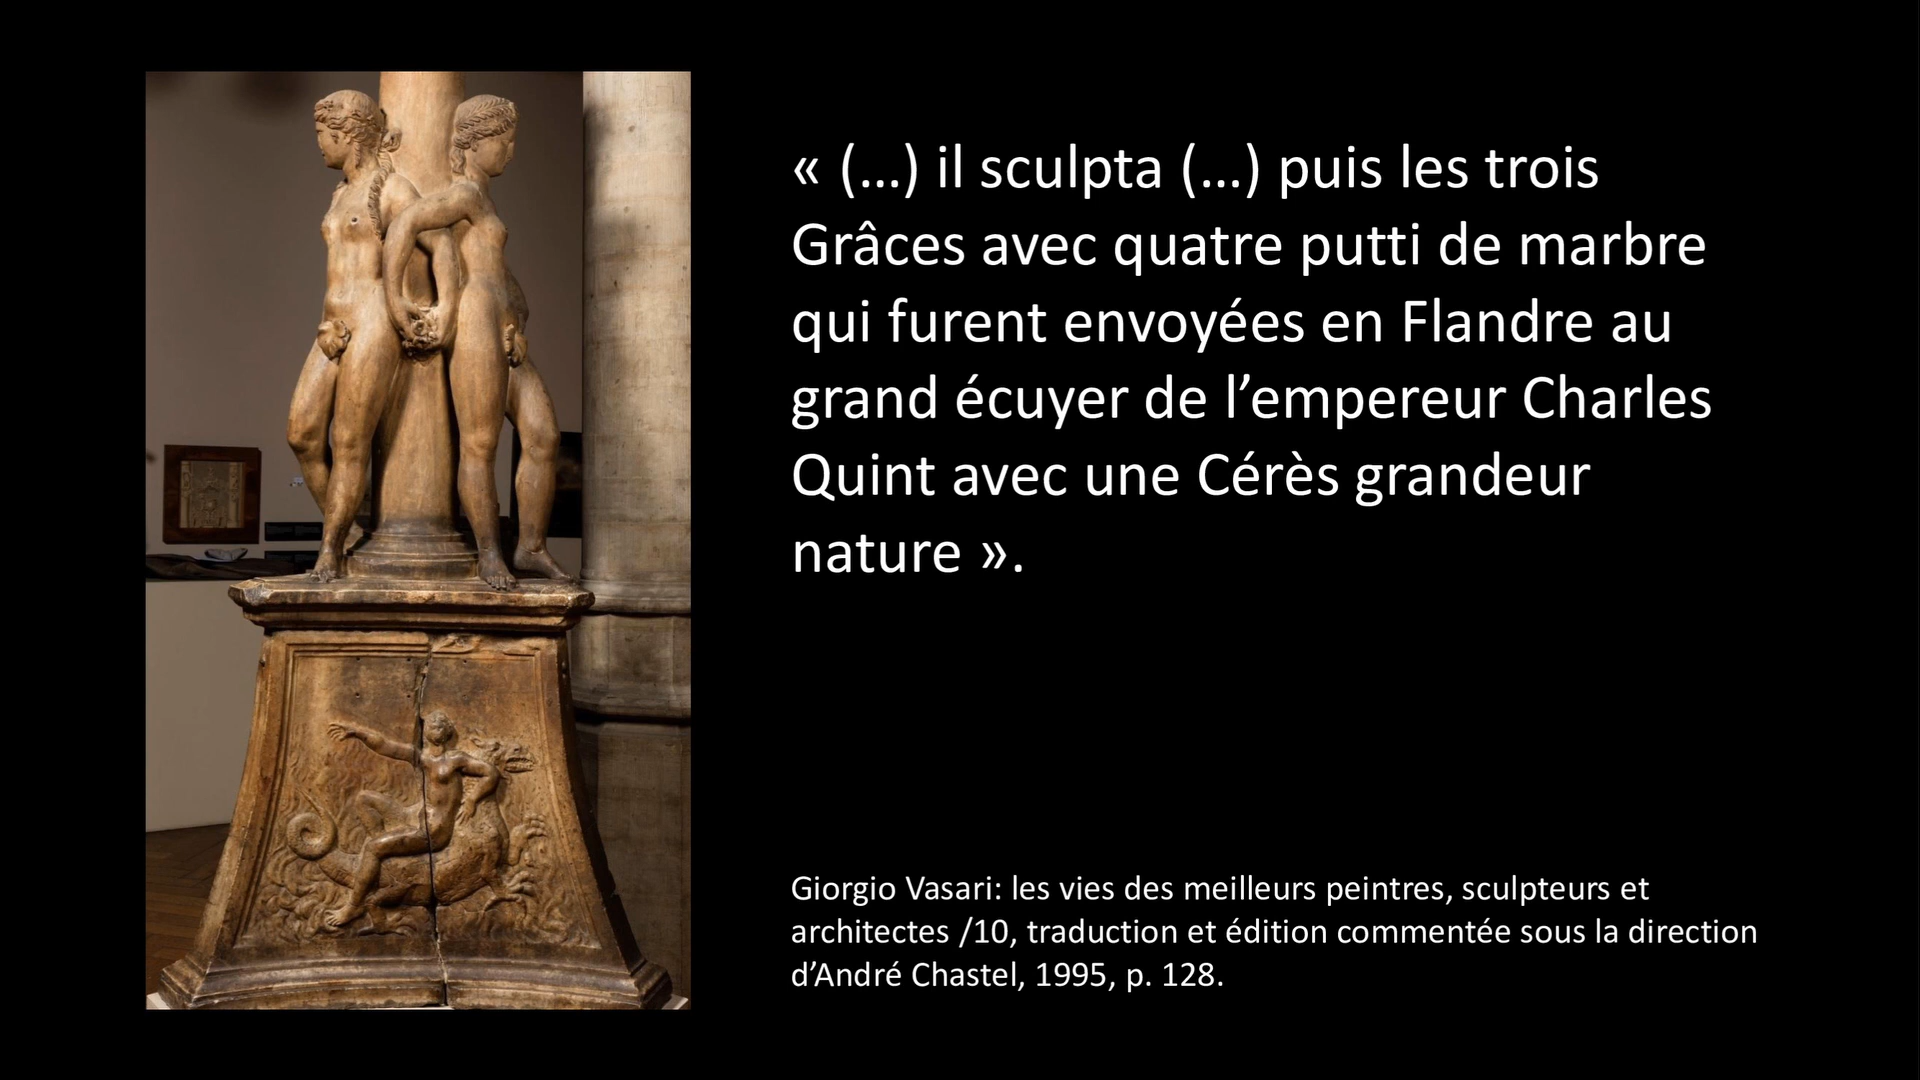 « (…) il sculpta (…) puis les trois
Grâces avec quatre putti de marbre
qui furent envoyées en Flandre au
grand écuyer de l’empereur Charles
Quint avec une Cérès grandeur
nature ».
Giorgio Vasari: les vies des meilleurs peintres, sculpteurs et
architectes /10, traduction et édition commentée sous la direction
d’André Chastel, 1995, p. 128.